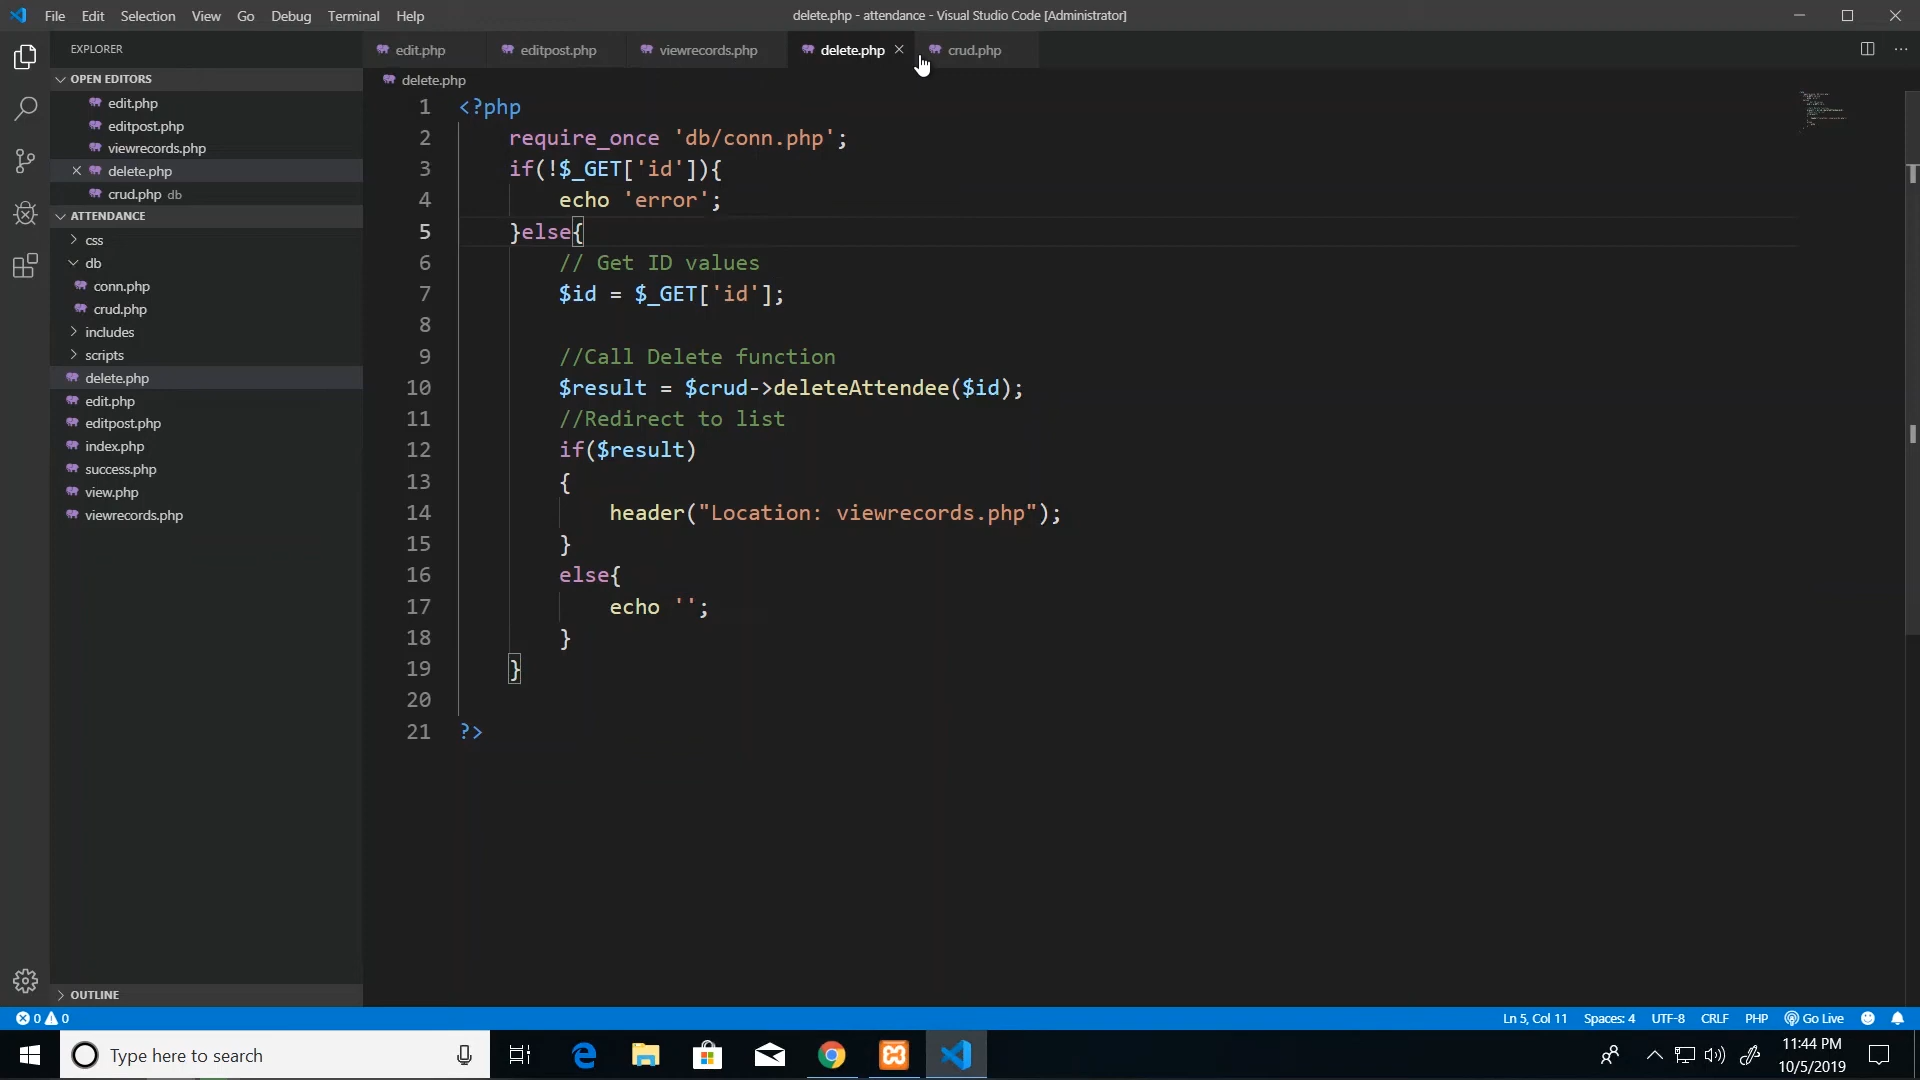 File Edit Selection View Go Debug Terminal Help
delete.php - attendance - Visual Studio Code [Administrator]
EXPLORER
OPEN EDITORS
edit.php
editpost.php
viewrecords.php
delete.php
crud.php db
ATTENDANCE
css
db
conn.php
crud.php
includes
scripts
delete.php
edit.php
editpost.php
index.php
success.php
view.php
viewrecords.php
OUTLINE
edit.php editpost.php viewrecords.php delete.php crud.php
delete.php
1 <?php
2 require_once 'db/conn.php';
3 if(!$_GET['id']){
4 echo 'error';
5 }else{
6 // Get ID values
7 $id = $_GET['id'];
8
9 //Call Delete function
10 $result = $crud->deleteAttendee($id);
11 //Redirect to list
12 if($result)
13 {
14 header("Location: viewrecords.php");
15 }
16 else{
17 echo '';
18 }
19 }
20
21 ?>
0 0
Ln 5, Col 11 Spaces: 4 UTF-8 CRLF PHP Go Live
Type here to search
11:44 PM
10/5/2019